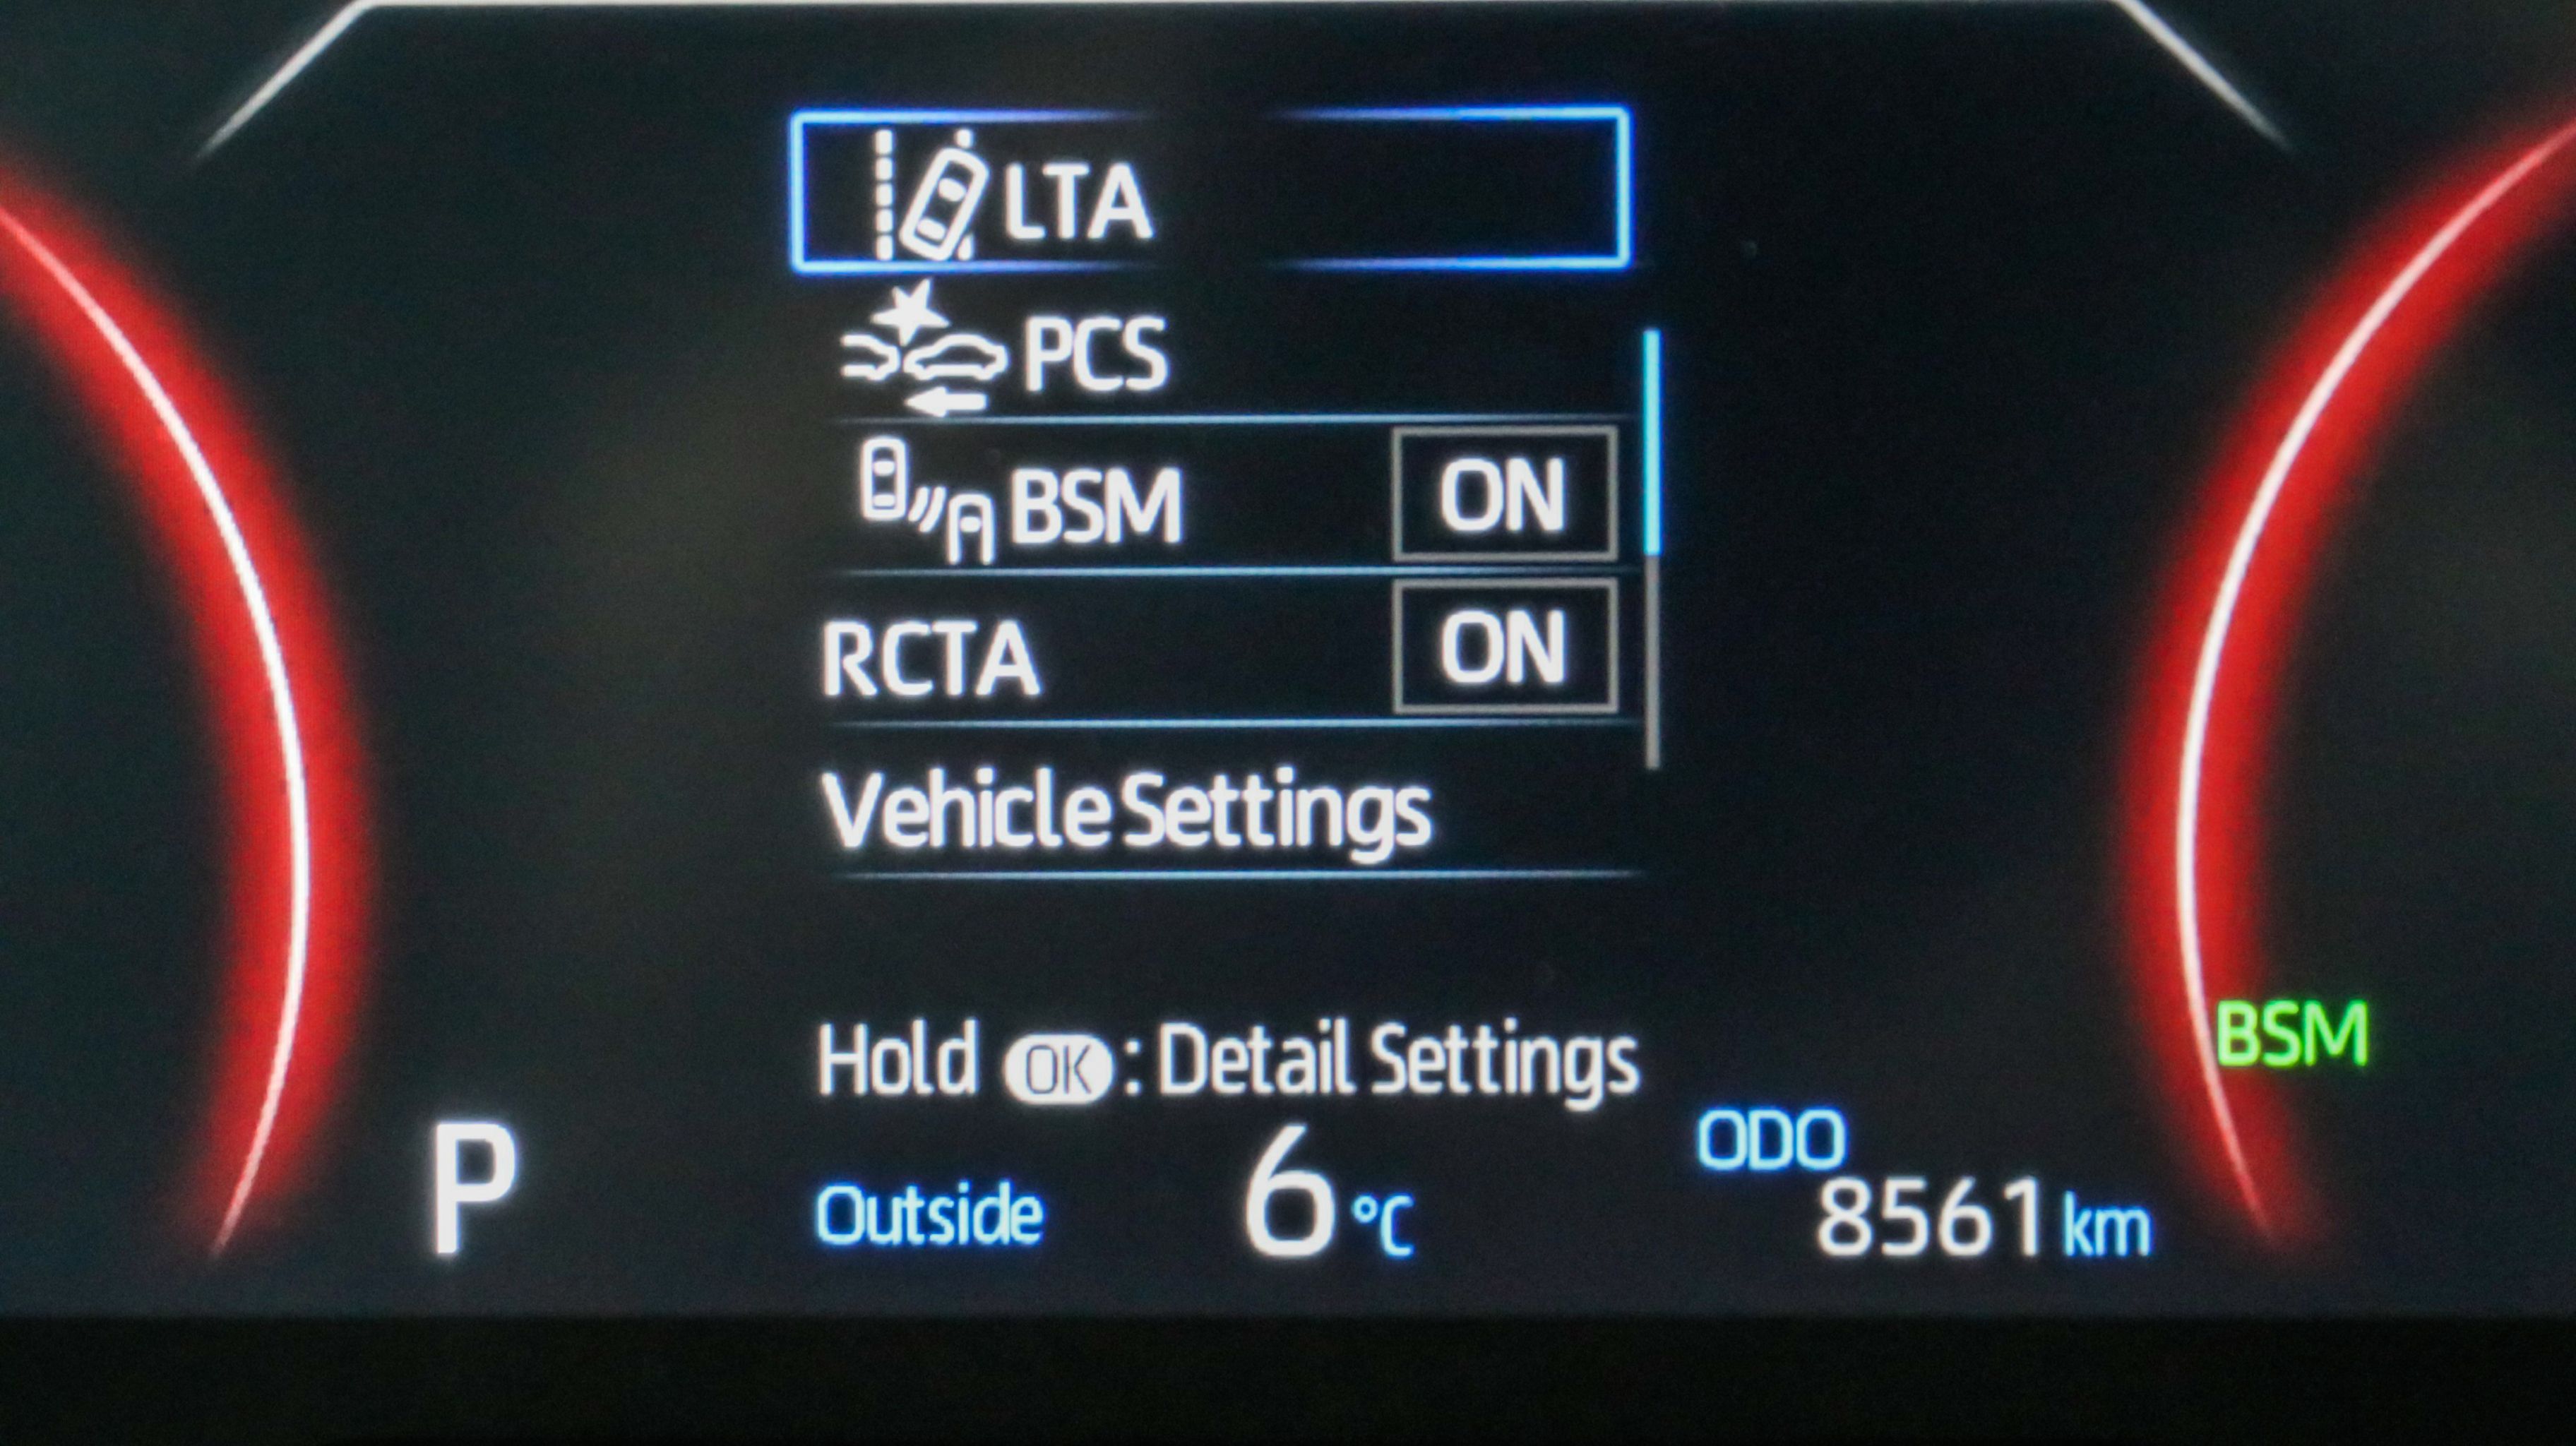 LTA
PCS
BSM ON
RCTA ON
Vehicle Settings
Hold OK : Detail Settings
BSM
P
Outside 6 °C
ODO
8561 km